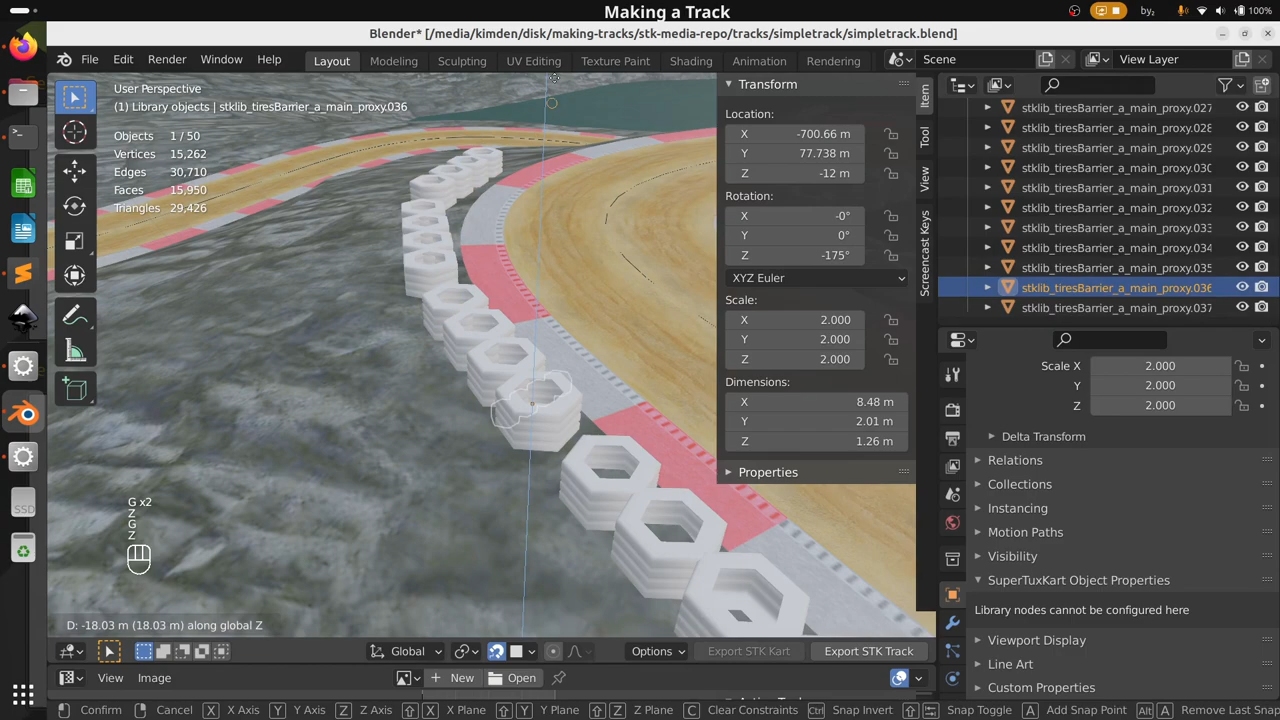 Making a Track
by₂
100%
Blender* [/media/kimden/disk/making-tracks/stk-media-repo/tracks/simpletrack/simpletrack.blend]
File Edit Render Window Help
Layout Modeling Sculpting UV Editing Texture Paint Shading Animation Rendering
Scene
View Layer
User Perspective
(1) Library objects | stklib_tiresBarrier_a_main_proxy.036
Objects 1 / 50
Vertices 15,262
Edges 30,710
Faces 15,950
Triangles 29,426
Transform
Location:
X -700.66 m
Y 77.738 m
Z -12 m
Rotation:
X -0°
Y 0°
Z -175°
XYZ Euler
Scale:
X 2.000
Y 2.000
Z 2.000
Dimensions:
X 8.48 m
Y 2.01 m
Z 1.26 m
Properties
Item
Tool
View
Screencast Keys
stklib_tiresBarrier_a_main_proxy.027
stklib_tiresBarrier_a_main_proxy.028
stklib_tiresBarrier_a_main_proxy.029
stklib_tiresBarrier_a_main_proxy.030
stklib_tiresBarrier_a_main_proxy.031
stklib_tiresBarrier_a_main_proxy.032
stklib_tiresBarrier_a_main_proxy.033
stklib_tiresBarrier_a_main_proxy.034
stklib_tiresBarrier_a_main_proxy.035
stklib_tiresBarrier_a_main_proxy.036
stklib_tiresBarrier_a_main_proxy.037
Scale X 2.000
Y 2.000
Z 2.000
Delta Transform
Relations
Collections
Instancing
Motion Paths
Visibility
SuperTuxKart Object Properties
Library nodes cannot be configured here
Viewport Display
Line Art
Custom Properties
G x2
Z
G
Z
D: -18.03 m (18.03 m) along global Z
Global
Options
Export STK Kart
Export STK Track
View Image
New
Open
SSD
Confirm Cancel X X Axis Y Y Axis Z Z Axis X X Plane Y Y Plane Z Z Plane C Clear Constraints Ctrl Snap Invert Snap Toggle A Add Snap Point Alt A Remove Last Snap